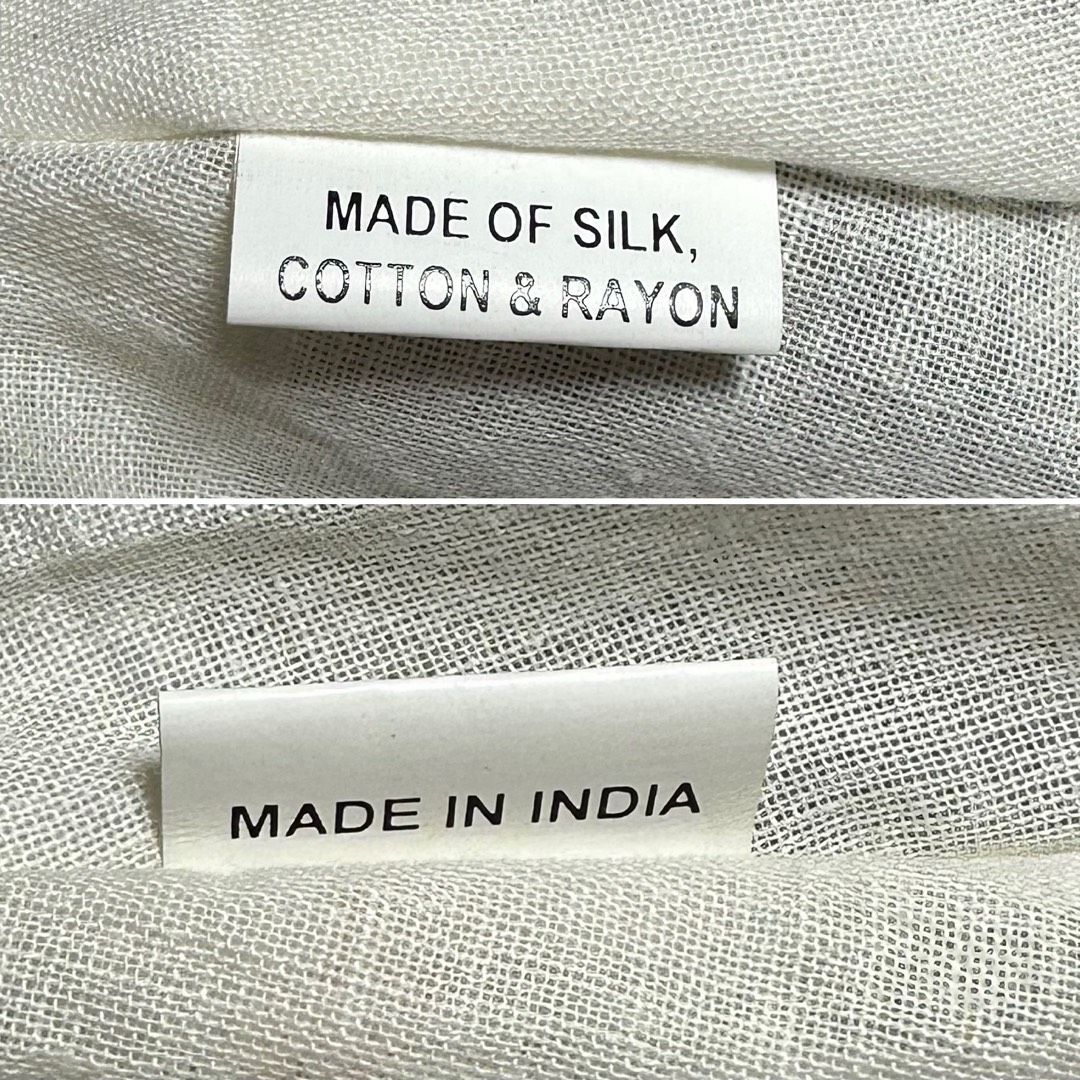 MADE OF SILK,
COTTON & RAYON
MADE IN INDIA